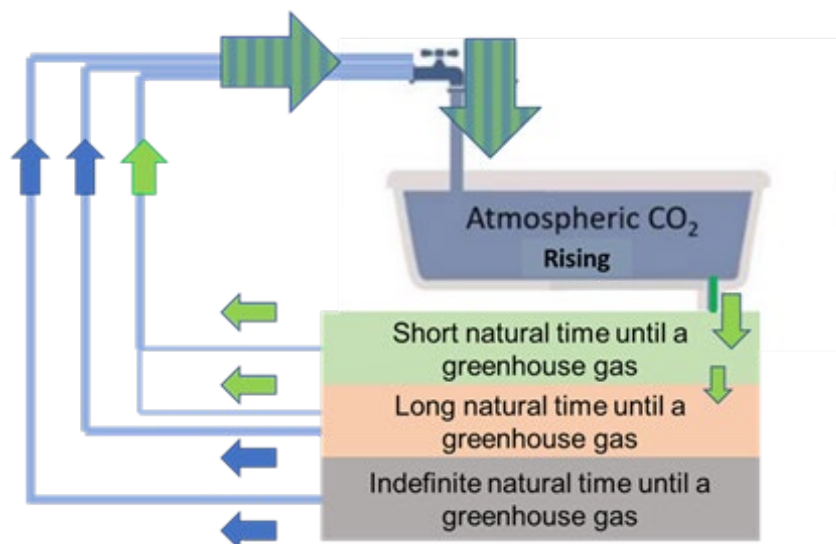 Atmospheric CO₂
Rising
Short natural time until a
greenhouse gas
Long natural time until a
greenhouse gas
Indefinite natural time until a
greenhouse gas